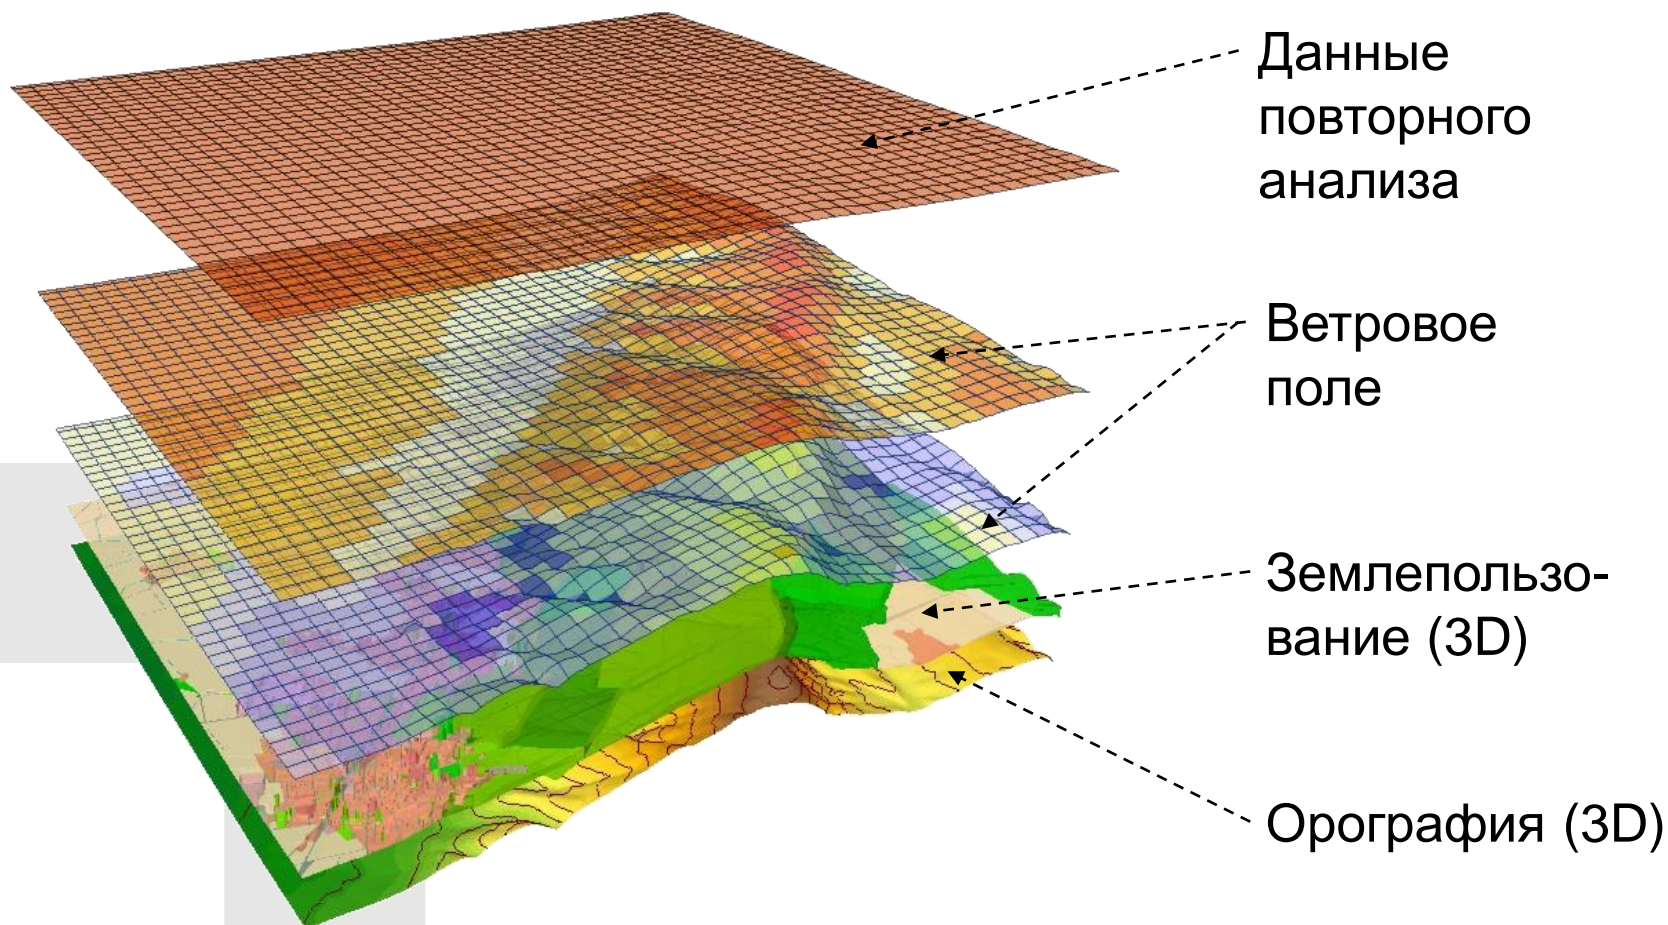 Данные
повторного
анализа
Ветровое
поле
Землепользо-
вание (3D)
Орография (3D)